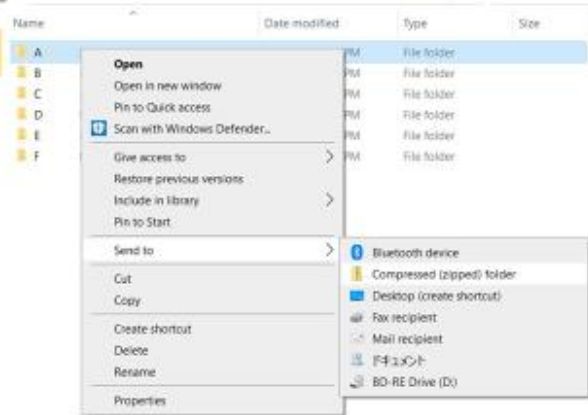 Name Date modified Type Size
A PM File folder
B PM File folder
C PM File folder
D PM File folder
E PM File folder
F PM File folder
Open
Open in new window
Pin to Quick access
Scan with Windows Defender...
Give access to
Restore previous versions
Include in library
Pin to Start
Send to
Cut
Copy
Create shortcut
Delete
Rename
Properties
Bluetooth device
Compressed (zipped) folder
Desktop (create shortcut)
Fax recipient
Mail recipient
ドキュメント
BD-RE Drive (D:)